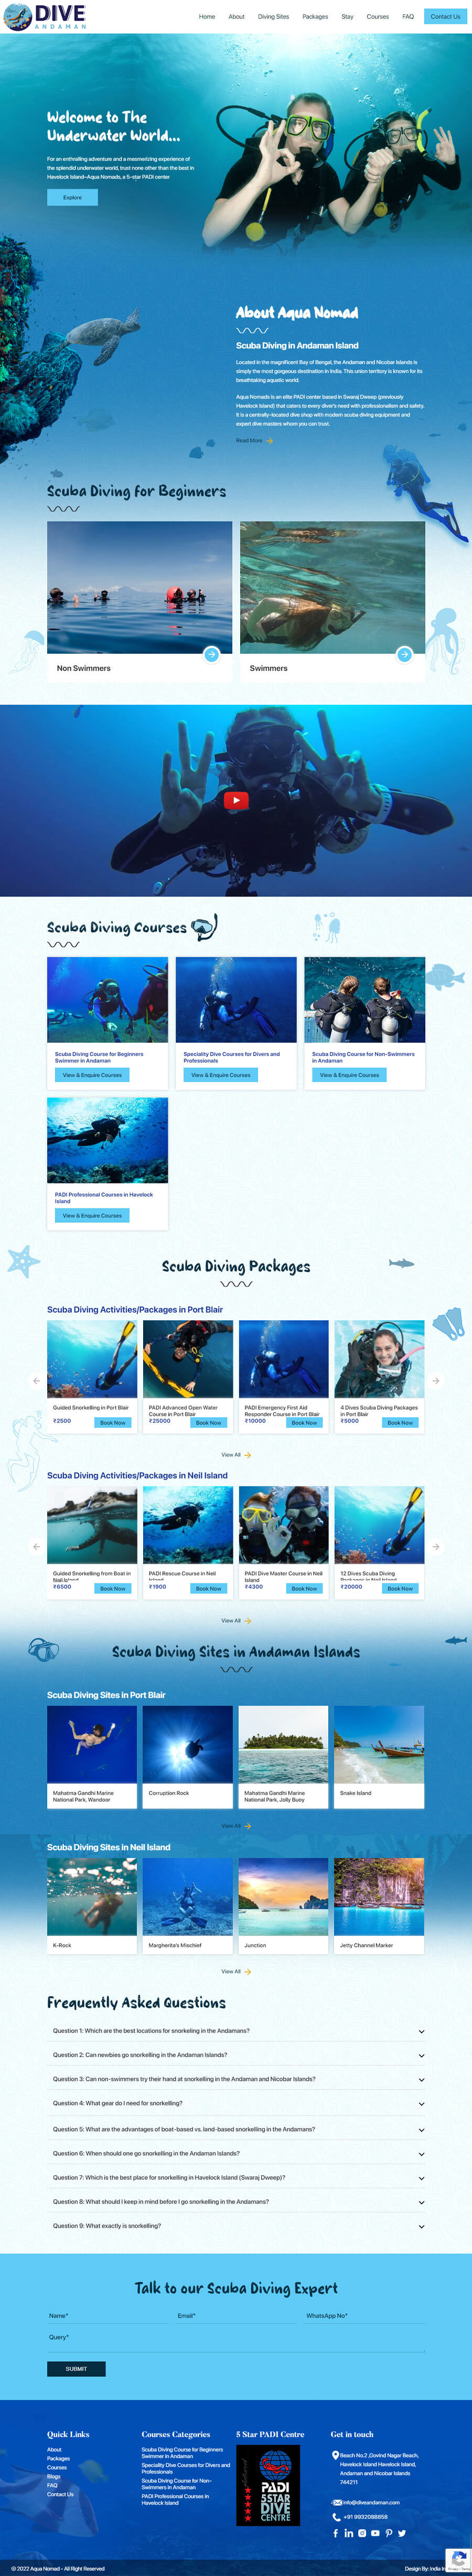 DIVE
ANDAMAN
Home About Diving Sites Packages Stay Courses FAQ Contact Us
Welcome to The
Underwater World...
For an enthralling adventure and a mesmerizing experience of
the splendid underwater world, trust none other than the best in
Havelock Island-Aqua Nomads, a 5-star PADI center
Explore
About Aqua Nomad
Scuba Diving in Andaman Island
Located in the magnificent Bay of Bengal, the Andaman and Nicobar Islands is
simply the most gorgeous destination in India. This union territory is known for its
breathtaking aquatic world.
Aqua Nomads is an elite PADI center based in Swaraj Dweep (previously
Havelock Island) that caters to every diver's need with professionalism and safety.
It is a centrally-located dive shop with modern scuba diving equipment and
expert dive masters whom you can trust.
Read More
Scuba Diving for Beginners
Non Swimmers
Swimmers
Scuba Diving Courses
Scuba Diving Course for Beginners
Swimmer in Andaman
View & Enquire Courses
Speciality Dive Courses for Divers and
Professionals
View & Enquire Courses
Scuba Diving Course for Non-Swimmers
in Andaman
View & Enquire Courses
PADI Professional Courses in Havelock
Island
View & Enquire Courses
Scuba Diving Packages
Scuba Diving Activities/Packages in Port Blair
Guided Snorkelling in Port Blair
₹2500
Book Now
PADI Advanced Open Water
Course in Port Blair
₹25000
Book Now
PADI Emergency First Aid
Responder Course in Port Blair
₹10000
Book Now
4 Dives Scuba Diving Packages
in Port Blair
₹5000
Book Now
View All
Scuba Diving Activities/Packages in Neil Island
Guided Snorkelling from Boat in
Neil Island
₹6500
Book Now
PADI Rescue Course in Neil
Island
₹1900
Book Now
PADI Dive Master Course in Neil
Island
₹4300
Book Now
12 Dives Scuba Diving
Packages in Neil Island
₹20000
Book Now
View All
Scuba Diving Sites in Andaman Islands
Scuba Diving Sites in Port Blair
Mahatma Gandhi Marine
National Park, Wandoor
Corruption Rock
Mahatma Gandhi Marine
National Park, Jolly Buoy
Snake Island
View All
Scuba Diving Sites in Neil Island
K-Rock
Margherita's Mischief
Junction
Jetty Channel Marker
View All
Frequently Asked Questions
Question 1: Which are the best locations for snorkeling in the Andamans?
Question 2: Can newbies go snorkelling in the Andaman Islands?
Question 3: Can non-swimmers try their hand at snorkelling in the Andaman and Nicobar Islands?
Question 4: What gear do I need for snorkelling?
Question 5: What are the advantages of boat-based vs. land-based snorkelling in the Andamans?
Question 6: When should one go snorkelling in the Andaman Islands?
Question 7: Which is the best place for snorkelling in Havelock Island (Swaraj Dweep)?
Question 8: What should I keep in mind before I go snorkelling in the Andamans?
Question 9: What exactly is snorkelling?
Talk to our Scuba Diving Expert
Name* Email* WhatsApp No*
Query*
SUBMIT
Quick Links
About
Packages
Courses
Blogs
FAQ
Contact Us
Courses Categories
Scuba Diving Course for Beginners
Swimmer in Andaman
Speciality Dive Courses for Divers and
Professionals
Scuba Diving Course for Non-
Swimmers in Andaman
PADI Professional Courses in
Havelock Island
5 Star PADI Centre
PADI
5STAR
DIVE
CENTRE
Get in touch
Beach No.2 ,Govind Nagar Beach,
Havelock Island Havelock Island,
Andaman and Nicobar Islands
744211
info@diveandaman.com
+91 9932088858
© 2022 Aqua Nomad - All Right Reserved
Design By: India In